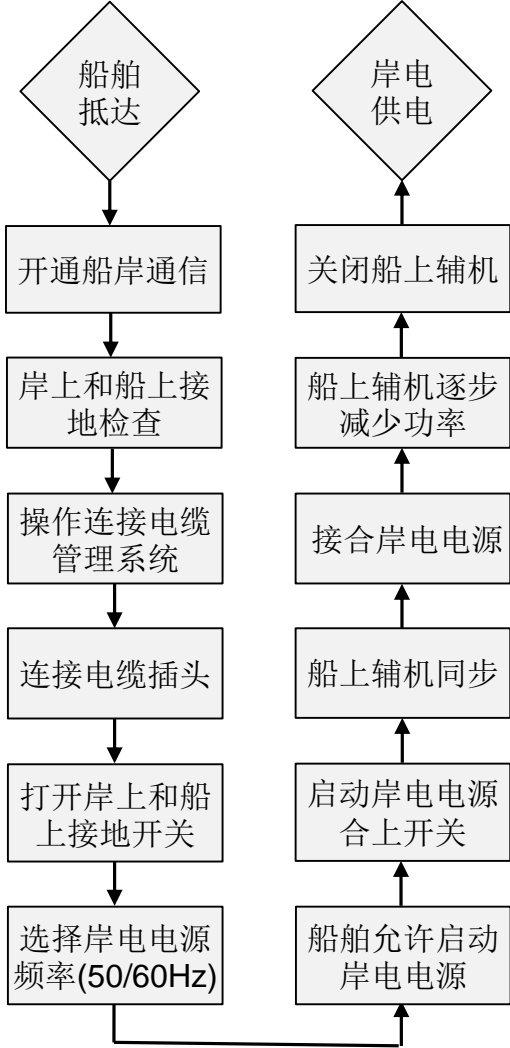 船舶
抵达
开通船岸通信
岸上和船上接
地检查
操作连接电缆
管理系统
连接电缆插头
打开岸上和船
上接地开关
选择岸电电源
频率(50/60Hz)
船舶允许启动
岸电电源
启动岸电电源
合上开关
船上辅机同步
接合岸电电源
船上辅机逐步
减少功率
关闭船上辅机
岸电
供电